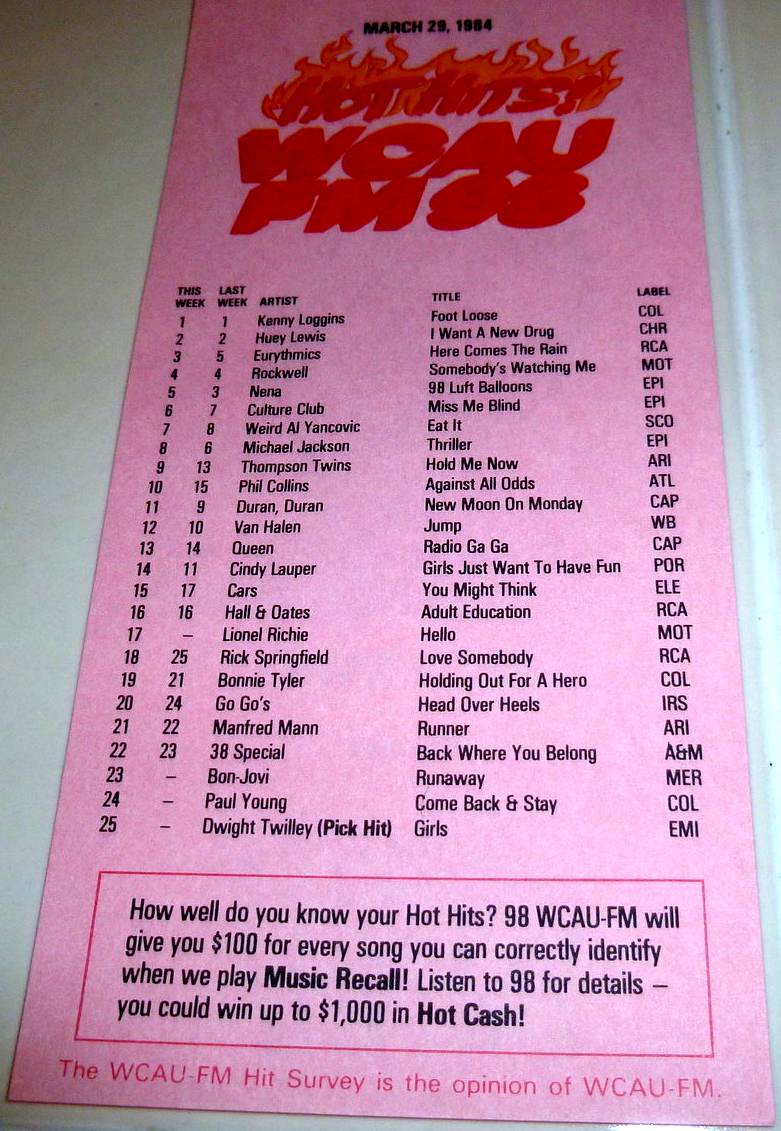 MARCH 29, 1984
HOT HITS!
WCAU
FM 98
THIS WEEK LAST WEEK ARTIST TITLE LABEL
1 1 Kenny Loggins Foot Loose COL
2 2 Huey Lewis I Want A New Drug CHR
3 5 Eurythmics Here Comes The Rain RCA
4 4 Rockwell Somebody's Watching Me MOT
5 3 Nena 98 Luft Balloons EPI
6 7 Culture Club Miss Me Blind EPI
7 8 Weird Al Yancovic Eat It SCO
8 6 Michael Jackson Thriller EPI
9 13 Thompson Twins Hold Me Now ARI
10 15 Phil Collins Against All Odds ATL
11 9 Duran, Duran New Moon On Monday CAP
12 10 Van Halen Jump WB
13 14 Queen Radio Ga Ga CAP
14 11 Cindy Lauper Girls Just Want To Have Fun POR
15 17 Cars You Might Think ELE
16 16 Hall & Oates Adult Education RCA
17 – Lionel Richie Hello MOT
18 25 Rick Springfield Love Somebody RCA
19 21 Bonnie Tyler Holding Out For A Hero COL
20 24 Go Go's Head Over Heels IRS
21 22 Manfred Mann Runner ARI
22 23 38 Special Back Where You Belong A&M
23 – Bon-Jovi Runaway MER
24 – Paul Young Come Back & Stay COL
25 – Dwight Twilley (Pick Hit) Girls EMI
How well do you know your Hot Hits? 98 WCAU-FM will
give you $100 for every song you can correctly identify
when we play Music Recall! Listen to 98 for details –
you could win up to $1,000 in Hot Cash!
The WCAU-FM Hit Survey is the opinion of WCAU-FM.